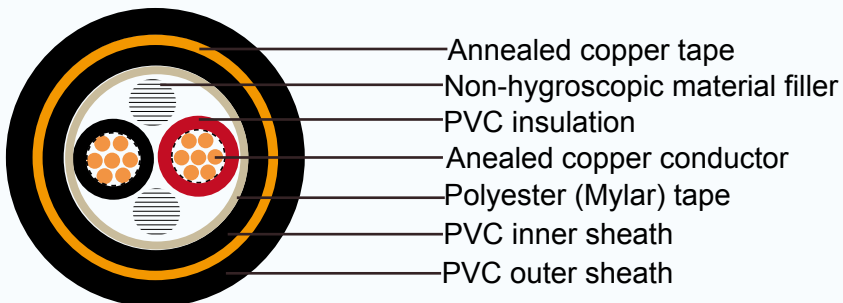 Annealed copper tape
Non-hygroscopic material filler
PVC insulation
Anealed copper conductor
Polyester (Mylar) tape
PVC inner sheath
PVC outer sheath